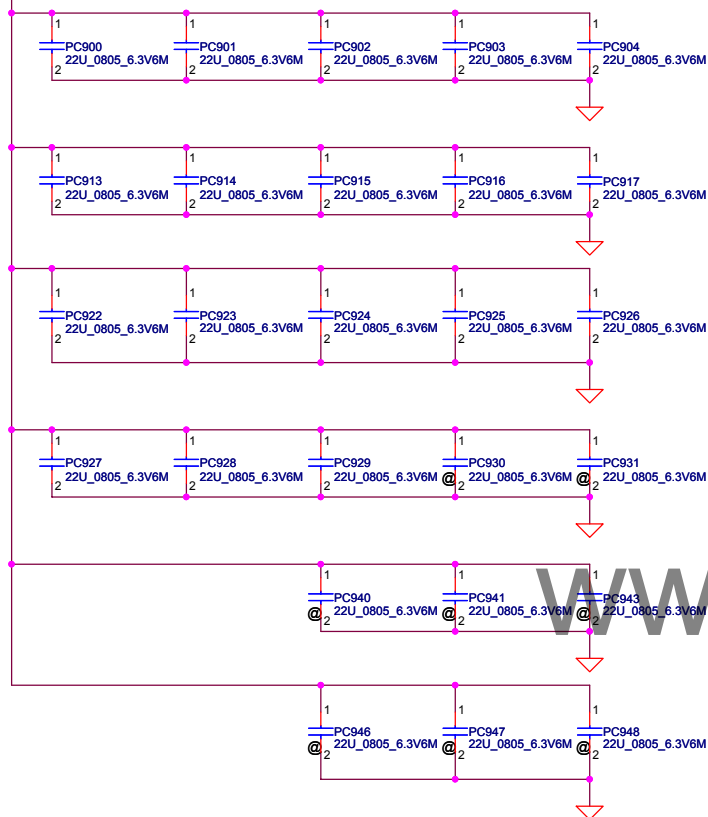 1 1 1 1 1
PC900 PC901 PC902 PC903 PC904
22U_0805_6.3V6M 22U_0805_6.3V6M 22U_0805_6.3V6M 22U_0805_6.3V6M 22U_0805_6.3V6M
2 2 2 2 2
1 1 1 1 1
PC913 PC914 PC915 PC916 PC917
22U_0805_6.3V6M 22U_0805_6.3V6M 22U_0805_6.3V6M 22U_0805_6.3V6M 22U_0805_6.3V6M
2 2 2 2 2
1 1 1 1 1
PC922 PC923 PC924 PC925 PC926
22U_0805_6.3V6M 22U_0805_6.3V6M 22U_0805_6.3V6M 22U_0805_6.3V6M 22U_0805_6.3V6M
2 2 2 2 2
1 1 1 1 1
PC927 PC928 PC929 PC930 PC931
22U_0805_6.3V6M 22U_0805_6.3V6M 22U_0805_6.3V6M @ 22U_0805_6.3V6M @ 22U_0805_6.3V6M
2 2 2 2 2
1 1 1
PC940 PC941 PC943
@ 22U_0805_6.3V6M @ 22U_0805_6.3V6M @ 22U_0805_6.3V6M
2 2 2
ww
1 1 1
PC946 PC947 PC948
@ 22U_0805_6.3V6M @ 22U_0805_6.3V6M @ 22U_0805_6.3V6M
2 2 2